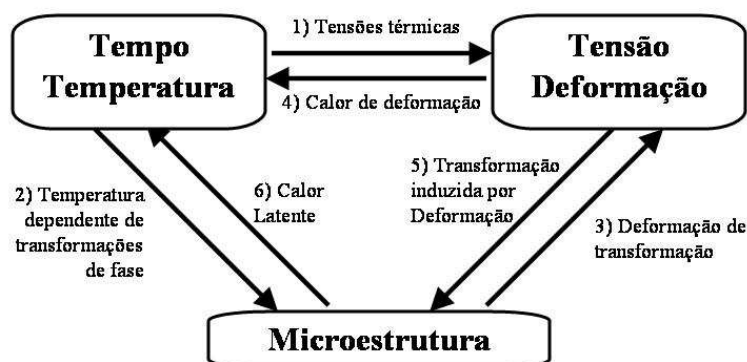 Tempo
Temperatura
1) Tensões térmicas
4) Calor de deformação
Tensão
Deformação
2) Temperatura
dependente de
transformações
de fase
6) Calor
Latente
5) Transformação
induzida por
Deformação
3) Deformação de
transformação
Microestrutura